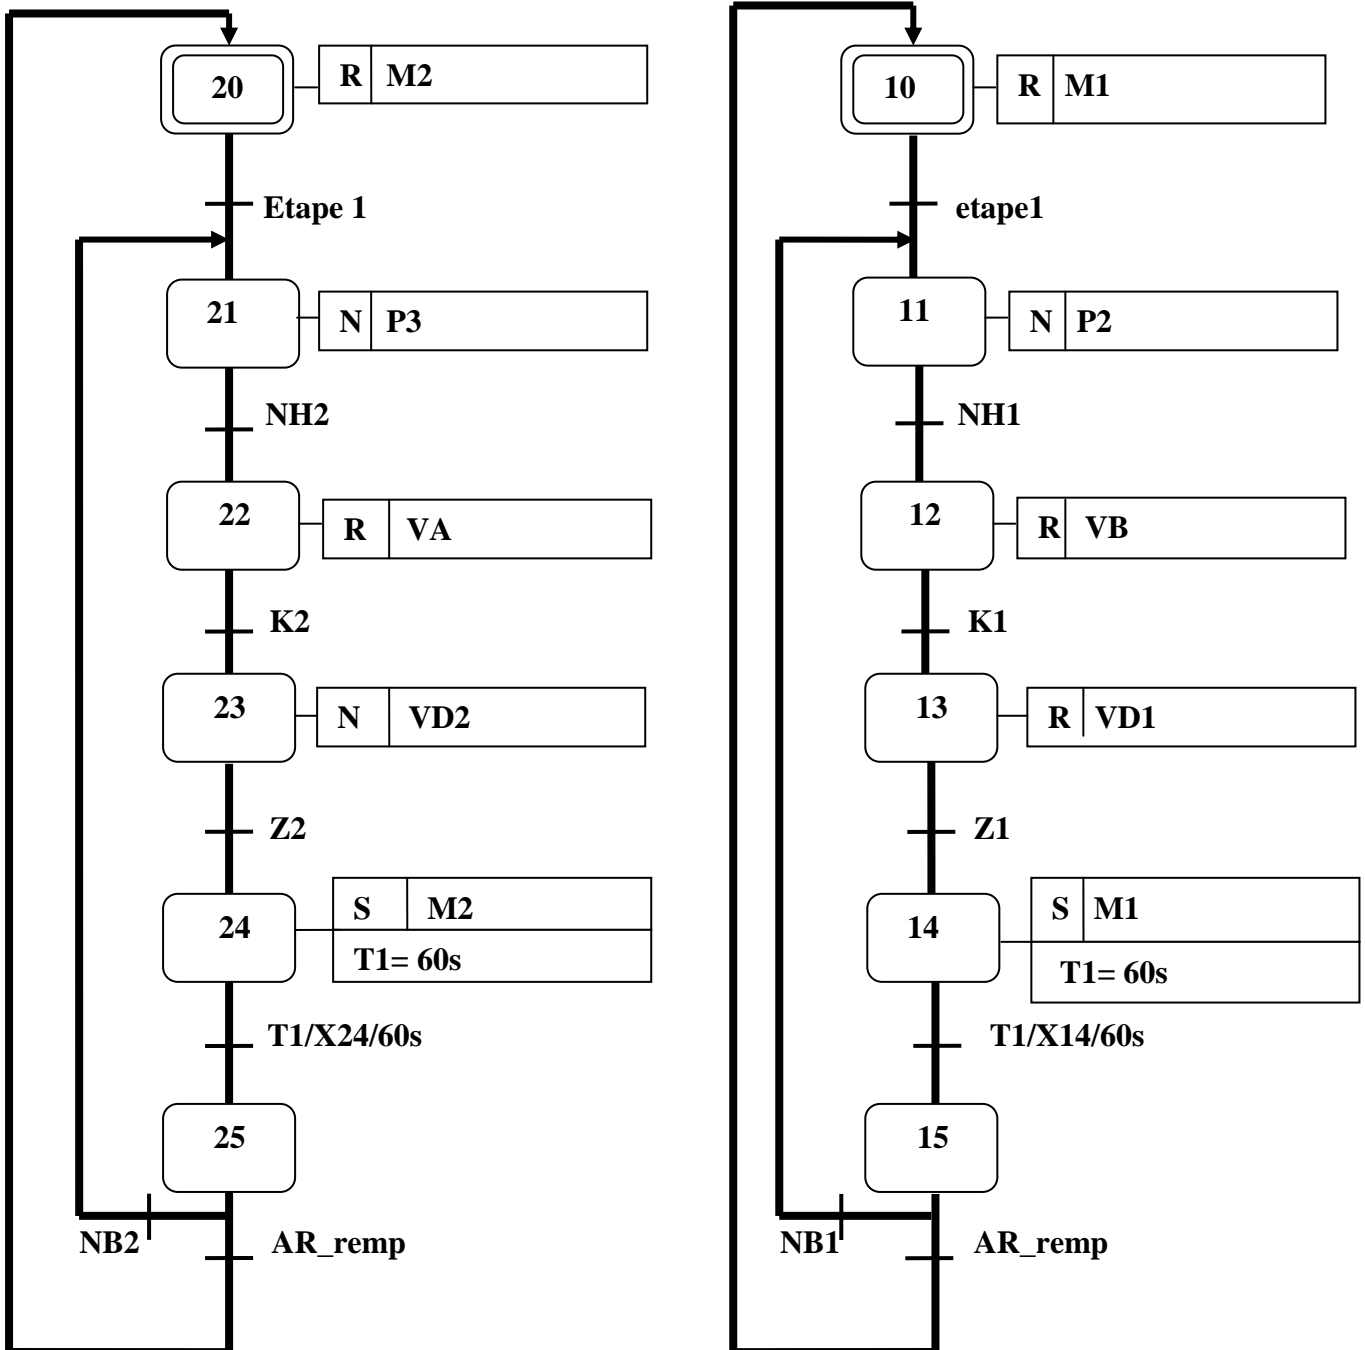 20
R M2
Etape 1
21
N P3
NH2
22
R VA
K2
23
N VD2
Z2
24
S M2
T1= 60s
T1/X24/60s
25
NB2
AR_remp
10
R M1
etape1
11
N P2
NH1
12
R VB
K1
13
R VD1
Z1
14
S M1
T1= 60s
T1/X14/60s
15
NB1
AR_remp